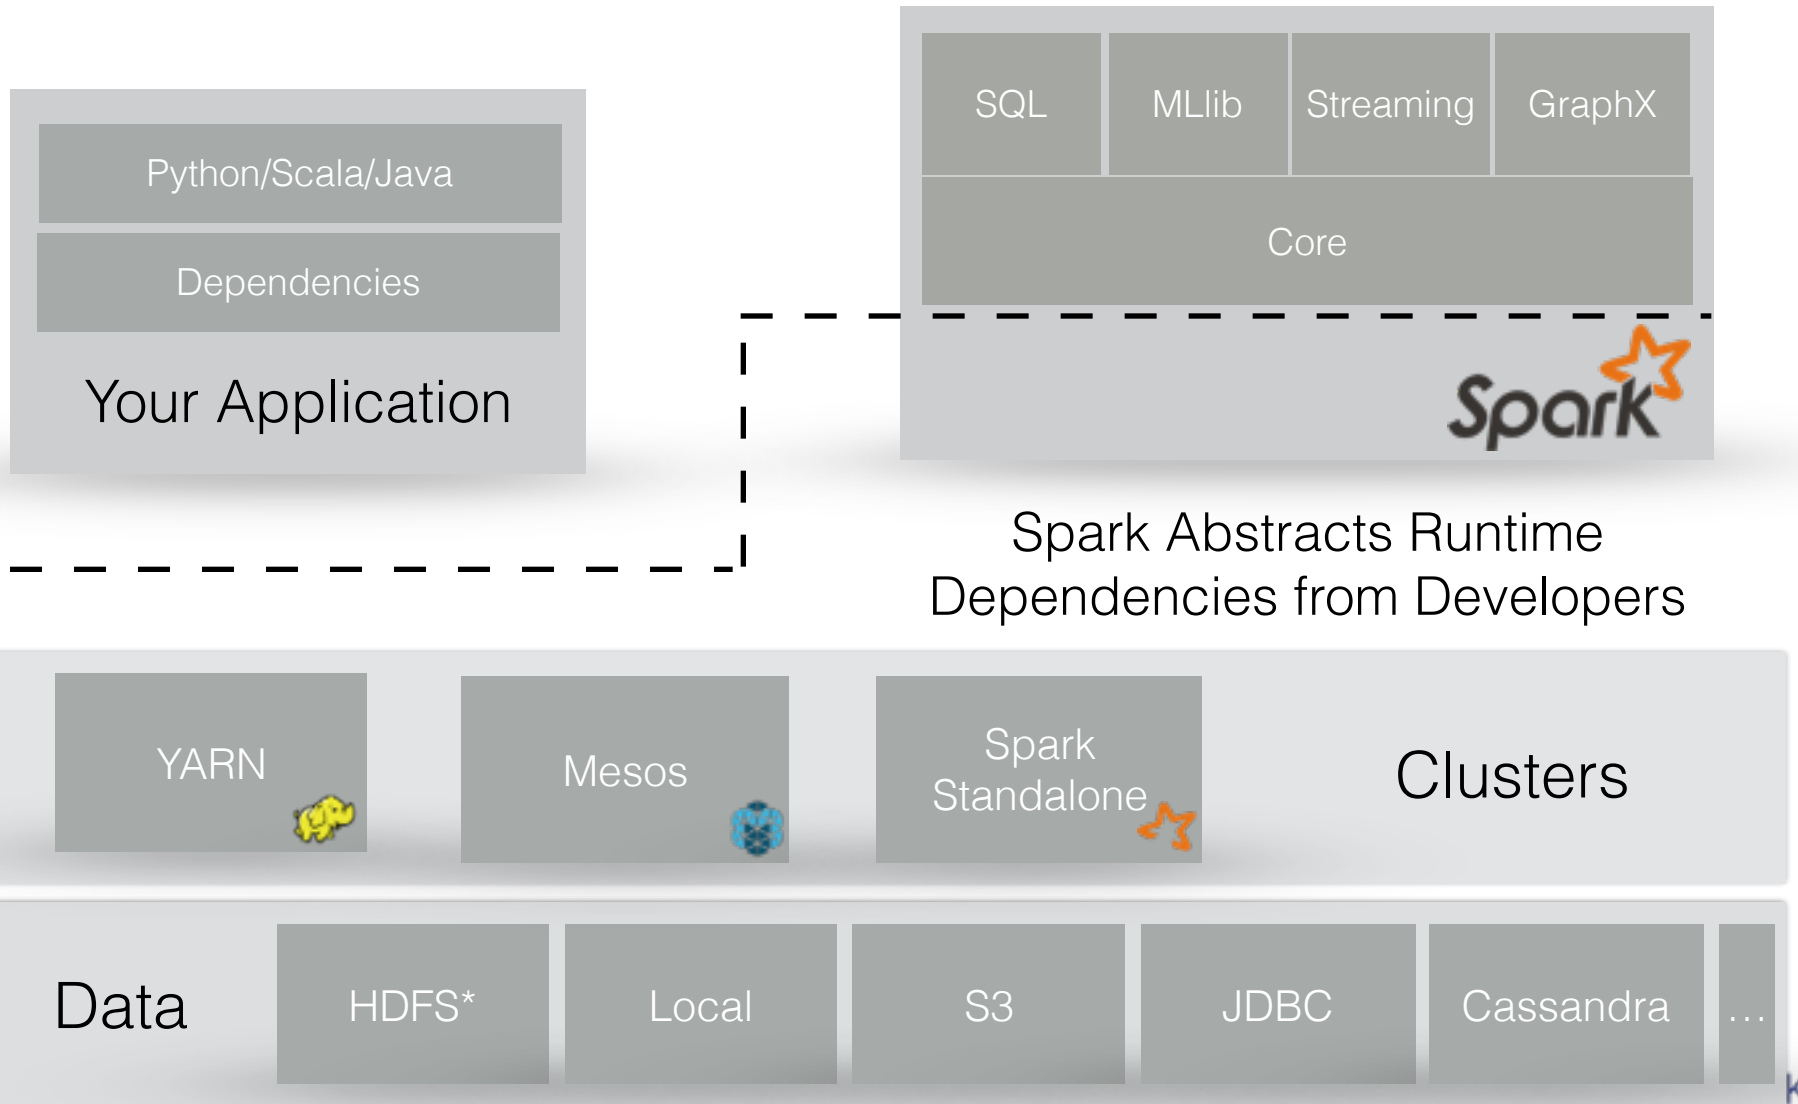 SQL
MLlib
Streaming
GraphX
Core
Spark
Python/Scala/Java
Dependencies
Your Application
Spark Abstracts Runtime
Dependencies from Developers
YARN
Mesos
Spark
Standalone
Clusters
Data
HDFS*
Local
S3
JDBC
Cassandra
...